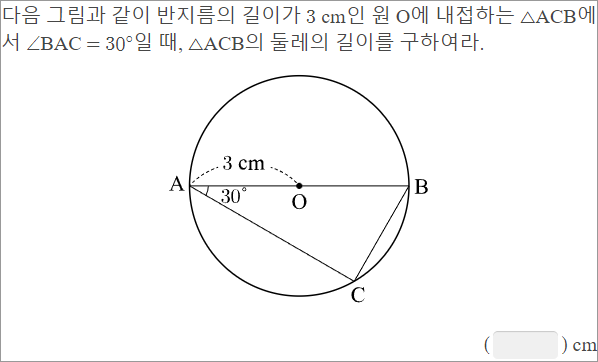 다음 그림과 같이 반지름의 길이가 3 cm인 원 O에 내접하는 △ACB에
서 ∠BAC = 30°일 때, △ACB의 둘레의 길이를 구하여라.
3 cm
A
30°
O
B
C
( ) cm